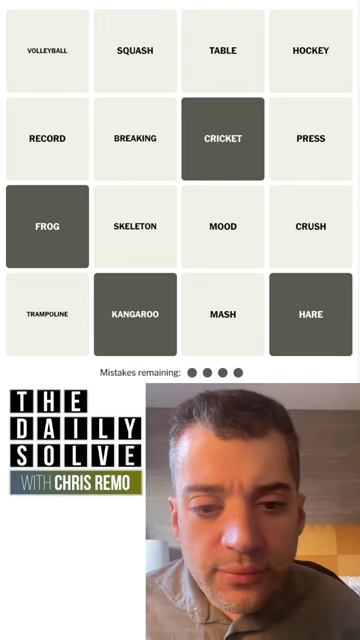 VOLLEYBALL SQUASH TABLE HOCKEY
RECORD BREAKING CRICKET PRESS
FROG SKELETON MOOD CRUSH
TRAMPOLINE KANGAROO MASH HARE
Mistakes remaining:
THE
DAILY
SOLVE
WITH CHRIS REMO